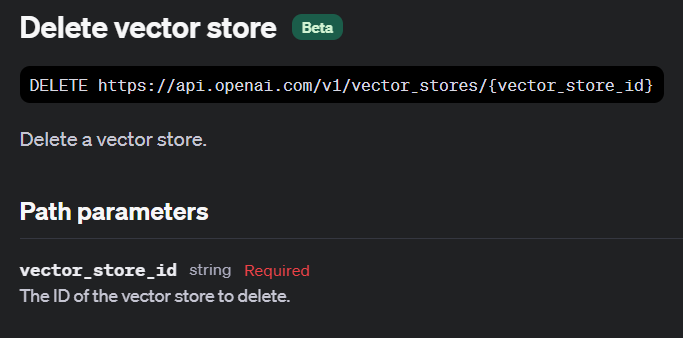 Delete vector store Beta
DELETE https://api.openai.com/v1/vector_stores/{vector_store_id}
Delete a vector store.
Path parameters
vector_store_id string Required
The ID of the vector store to delete.